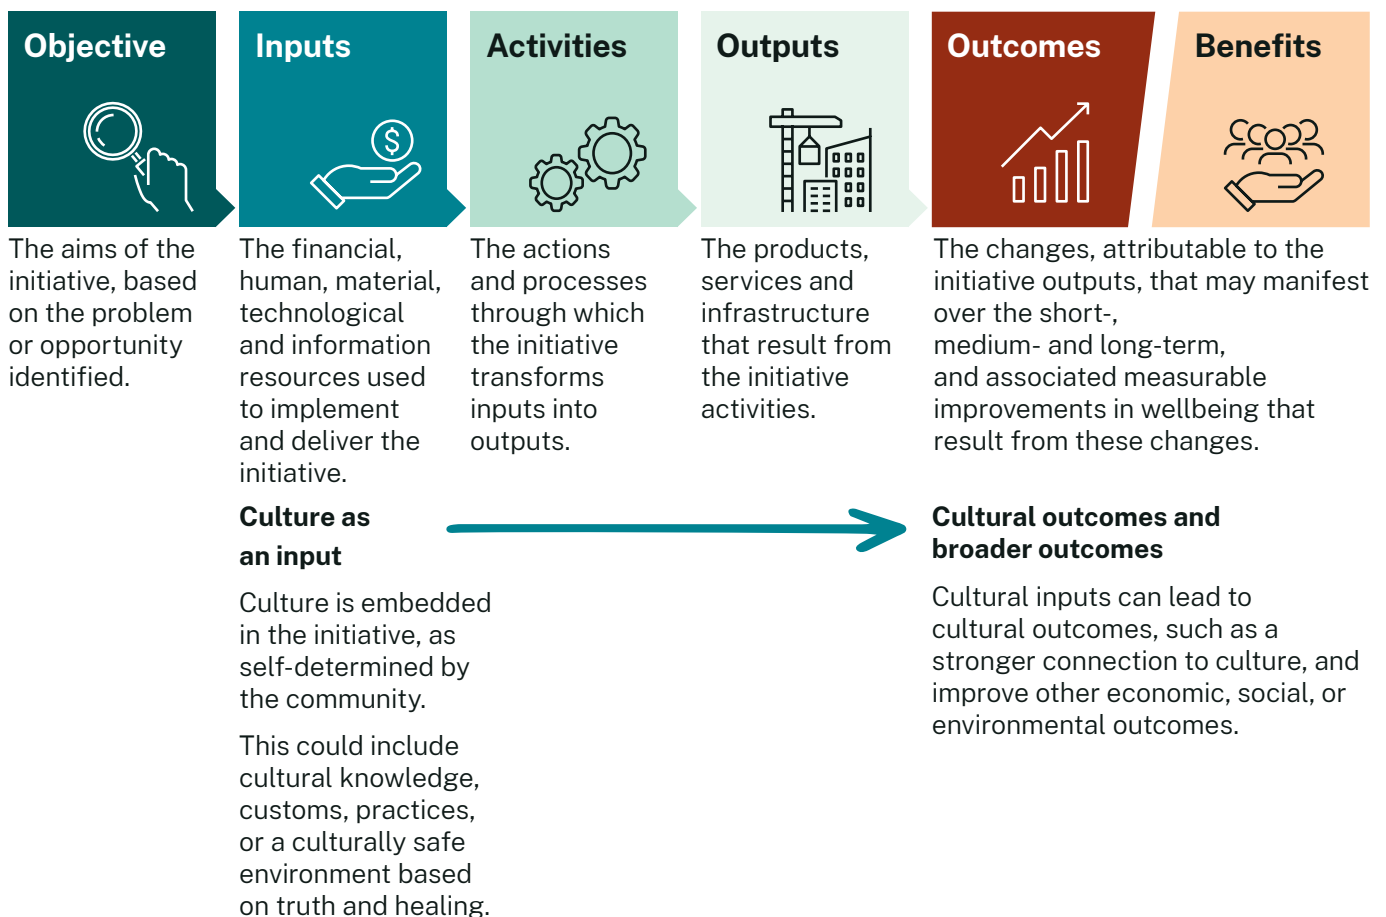 Objective
The aims of the
initiative, based
on the problem
or opportunity
identified.
Inputs
$
The financial,
human, material,
technological
and information
resources used
to implement
and deliver the
initiative.
Culture as
an input
Culture is embedded
in the initiative, as
self-determined by
the community.
This could include
cultural knowledge,
customs, practices,
or a culturally safe
environment based
on truth and healing.
Activities
The actions
and processes
through which
the initiative
transforms
inputs into
outputs.
Outputs
The products,
services and
infrastructure
that result from
the initiative
activities.
Outcomes
Benefits
The changes, attributable to the
initiative outputs, that may manifest
over the short-,
medium- and long-term,
and associated measurable
improvements in wellbeing that
result from these changes.
Cultural outcomes and
broader outcomes
Cultural inputs can lead to
cultural outcomes, such as a
stronger connection to culture, and
improve other economic, social, or
environmental outcomes.